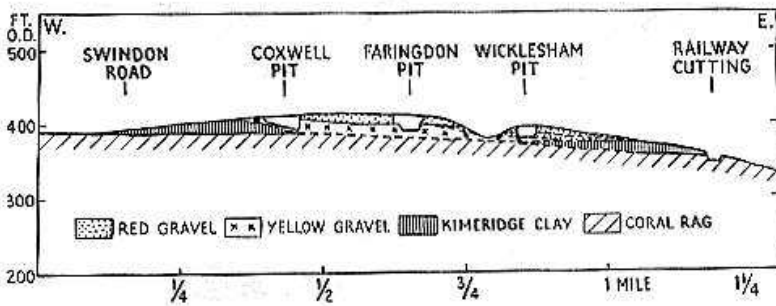 FT.
O.D.
W.
E.
500
400
300
200
SWINDON
ROAD
COXWELL
PIT
FARINGDON
PIT
WICKLESHAM
PIT
RAILWAY
CUTTING
RED GRAVEL
YELLOW GRAVEL
KIMERIDGE CLAY
CORAL RAG
1/4
1/2
3/4
1 MILE
1 1/4